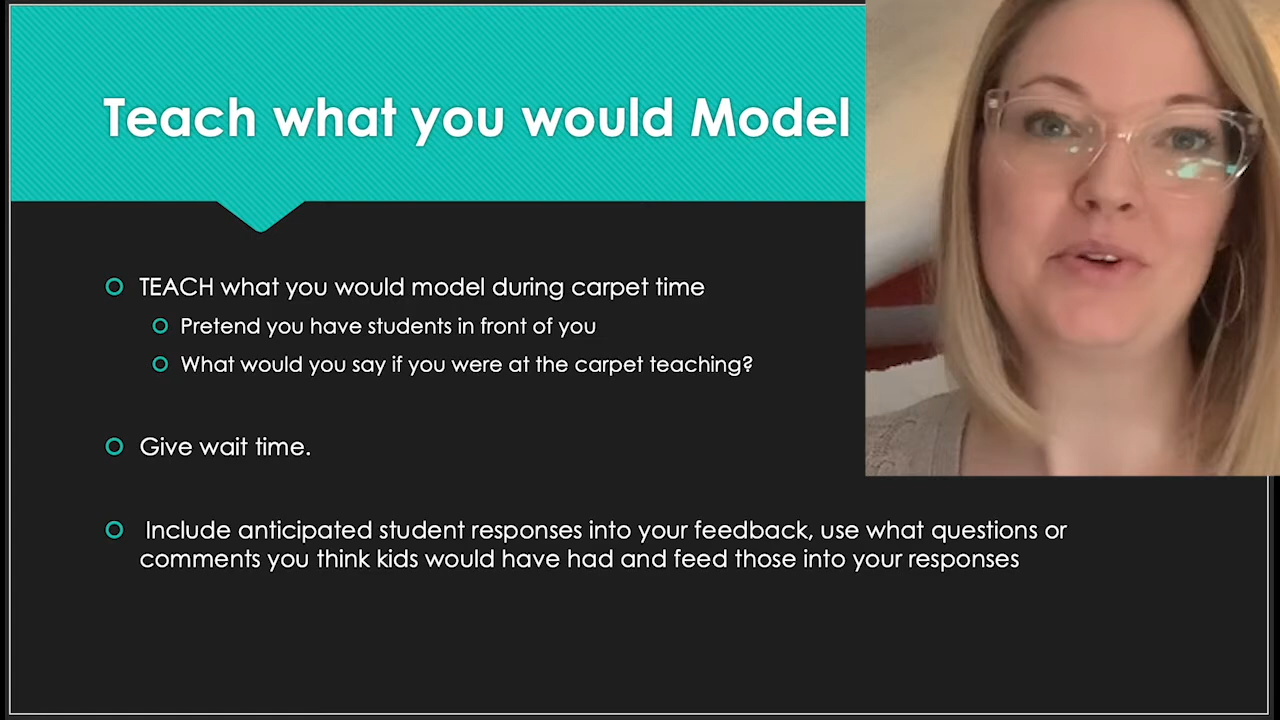 Teach what you would Model
TEACH what you would model during carpet time
Pretend you have students in front of you
What would you say if you were at the carpet teaching?
Give wait time.
Include anticipated student responses into your feedback, use what questions or
comments you think kids would have had and feed those into your responses